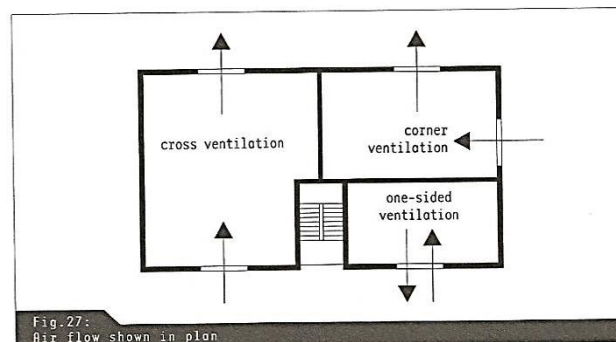 cross ventilation
corner
ventilation
one-sided
ventilation
Fig.27:
Air flow shown in plan